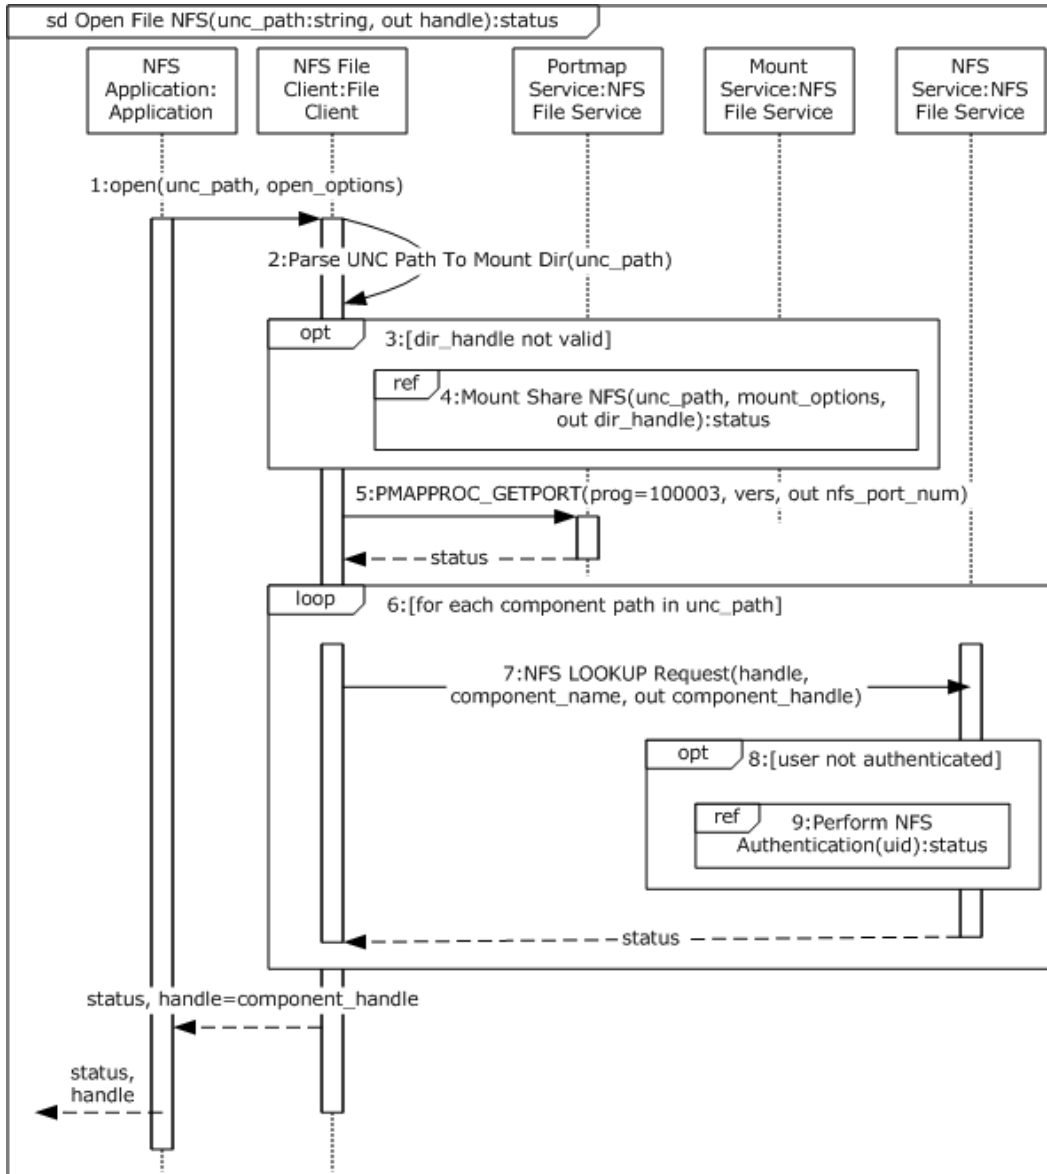 sd Open File NFS(unc_path:string, out handle):status
NFS
Application:
Application
NFS File
Client:File
Client
Portmap
Service:NFS
File Service
Mount
Service:NFS
File Service
NFS
Service:NFS
File Service
1:open(unc_path, open_options)
2:Parse UNC Path To Mount Dir(unc_path)
opt
3:[dir_handle not valid]
ref
4:Mount Share NFS(unc_path, mount_options,
out dir_handle):status
5:PMAPPROC_GETPORT(prog=100003, vers, out nfs_port_num)
status
loop
6:[for each component path in unc_path]
7:NFS LOOKUP Request(handle,
component_name, out component_handle)
opt
8:[user not authenticated]
ref
9:Perform NFS
Authentication(uid):status
status
status, handle=component_handle
status,
handle